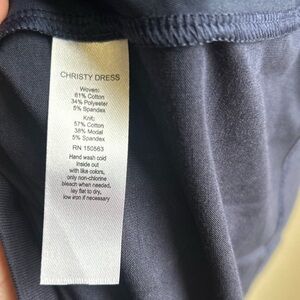 CHRISTY DRESS
Woven:
61% Cotton
34% Polyester
5% Spandex
Knit:
57% Cotton
38% Modal
5% Spandex
RN 150563
Hand wash cold
inside out
with like colors,
only non-chlorine
bleach when needed,
lay flat to dry,
low iron if necessary